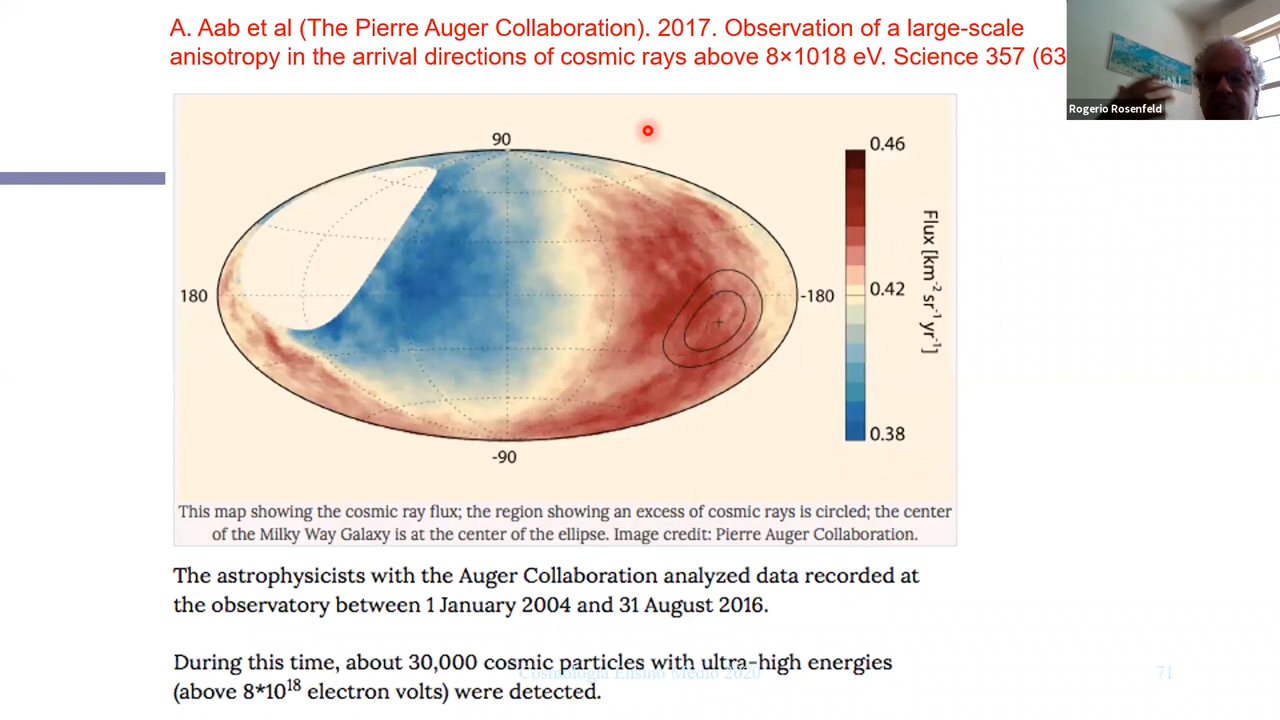 A. Aab et al (The Pierre Auger Collaboration). 2017. Observation of a large-scale
anisotropy in the arrival directions of cosmic rays above 8×1018 eV. Science 357 (63
Rogerio Rosenfeld
90
0.46
180
-180
0.42
Flux [km⁻² sr⁻¹ yr⁻¹]
0.38
-90
This map showing the cosmic ray flux; the region showing an excess of cosmic rays is circled; the center
of the Milky Way Galaxy is at the center of the ellipse. Image credit: Pierre Auger Collaboration.
The astrophysicists with the Auger Collaboration analyzed data recorded at
the observatory between 1 January 2004 and 31 August 2016.
During this time, about 30,000 cosmic particles with ultra-high energies
Cosmologia Ensino Medio 2020
71
(above 8*10¹⁸ electron volts) were detected.